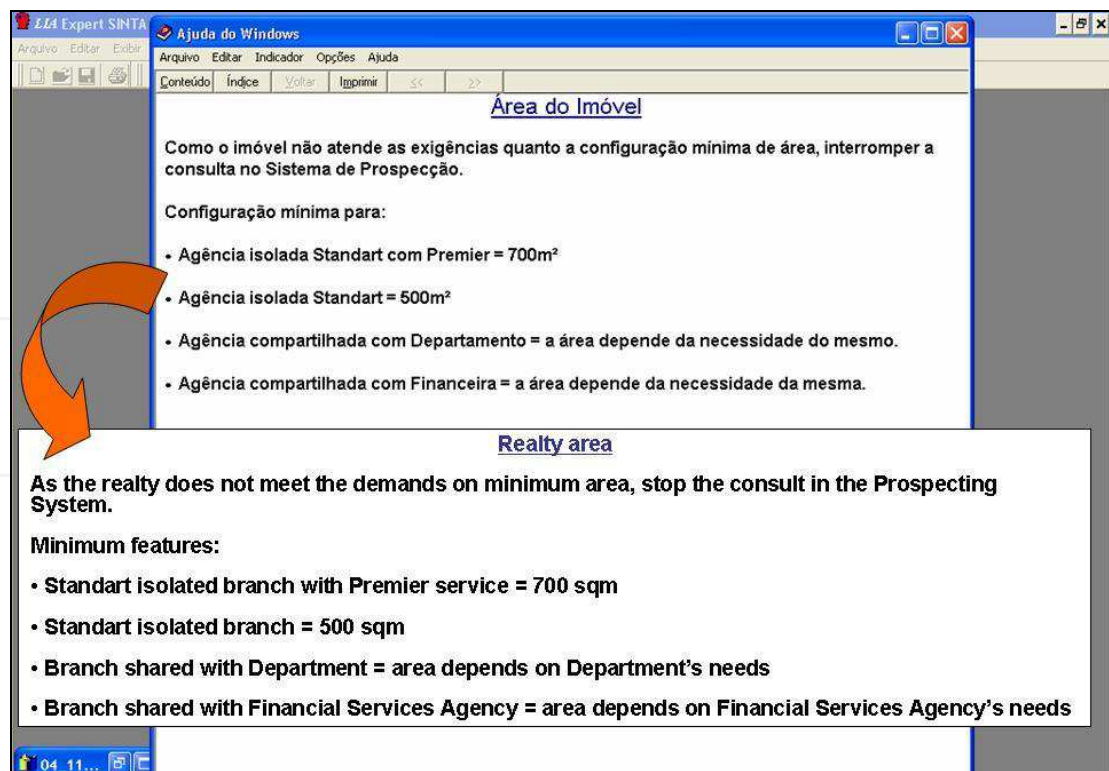 LIA Expert SINTA
Arquivo Editar Exibir
Ajuda do Windows
Arquivo Editar Indicador Opções Ajuda
Conteúdo Índice Voltar Imprimir << >>
Área do Imóvel
Como o imóvel não atende as exigências quanto a configuração mínima de área, interromper a
consulta no Sistema de Prospecção.
Configuração mínima para:
• Agência isolada Standart com Premier = 700m²
• Agência isolada Standart = 500m²
• Agência compartilhada com Departamento = a área depende da necessidade do mesmo.
• Agência compartilhada com Financeira = a área depende da necessidade da mesma.
Realty area
As the realty does not meet the demands on minimum area, stop the consult in the Prospecting
System.
Minimum features:
• Standart isolated branch with Premier service = 700 sqm
• Standart isolated branch = 500 sqm
• Branch shared with Department = area depends on Department's needs
• Branch shared with Financial Services Agency = area depends on Financial Services Agency's needs
04_11...